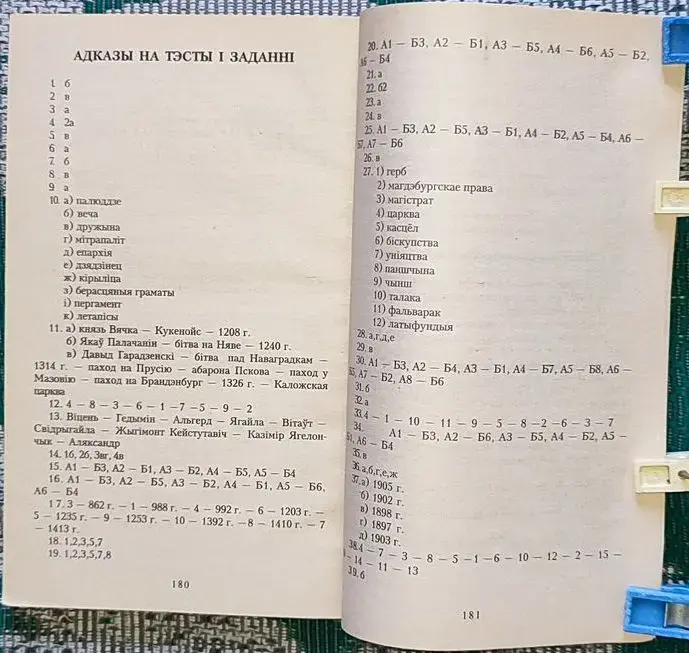 АДКАЗЫ НА ТЭСТЫ І ЗАДАННІ
1. б
2 в
3 а
4. 2а
5 в
6 а
7. б
8. в
9 а
10. а) палюддзе
б) веча
в) дружына
г) мітрапаліт
д) епархія
е) дзядзінец
ж) кірыліца
з) берасцяныя граматы
і) пергамент
к) летапісы
11. а) князь Вячка — Кукенойс — 1208 г.
б) Якаў Палачанін — бітва на Няве — 1240 г.
в) Давыд Гарадзенскі — бітва пад Наваградкам —
1314 г. — паход на Прусію — абарона Пскова — паход у
Мазовію — паход на Брандэнбург — 1326 г. — Каложская
царква
12. 4 — 8 — 3 — 6 — 1 — 7 —5 — 9 — 2
13. Віцень — Гедымін — Альгерд — Ягайла — Вітаўт —
Свідрыгайла — Жыгімонт Кейстутавіч — Казімір Ягелон-
чык — Аляксандр
14. 1б, 2б, 3вг, 4в
15. А1 — Б3, А2 — Б1, А3 — Б2, А4 — Б5, А5 — Б4
16. А1 — Б3, А2 — Б5, А3 — Б2, А4 — Б1, А5 — Б6,
А6 — Б4
17. 3 — 862 г. — 1 — 988 г. — 4 — 992 г. — 6 — 1203 г. —
5 — 1235 г. — 9 — 1253 г. — 10 — 1392 г. —8 — 1410 г. — 7
— 1413 г.
18. 1,2,3,5,7
19. 1,2,3,5,7,8
180
20. А1 — Б3, А2 — Б1, А3 — Б5, А4 — Б6, А5 — Б2,
А6 — Б4
21. а
22. б2
23. а
24. в
25. А1 — Б3, А2 — Б5, А3 — Б1, А4 — Б2, А5 — Б4, А6 —
Б7, А7 — Б6
26. в
27. 1) герб
2) магдэбургскае права
3) магістрат
4) царква
5) касцёл
6) біскупства
7) уніяцтва
8) паншчына
9) чынш
10) талака
11) фальварак
12) латыфундыя
28. а,г,д,е
29. в
30. А1 — Б3, А2 — Б4, А3 — Б1, А4 — Б7, А5 — Б8, А6 —
Б5, А7 — Б2, А8 — Б6
31.б
32.а
33.4 — 1 — 10 — 11 — 9 — 5 — 8 —2 —6 — 3 — 7
34. А1 — Б3, А2 — Б6, А3 — Б5, А4 — Б2, А5 —
Б1, А6 — Б4
35.в
36.а,б,г,е,ж
37.а) 1905 г.
б) 1902 г.
в) 1898 г.
г) 1897 г.
д) 1903 г.
38.4 — 7 — 3 — 8 — 5 —1 —6 — 10 — 12 — 2 — 15 —
— 14 — 11 — 13
39.б
181